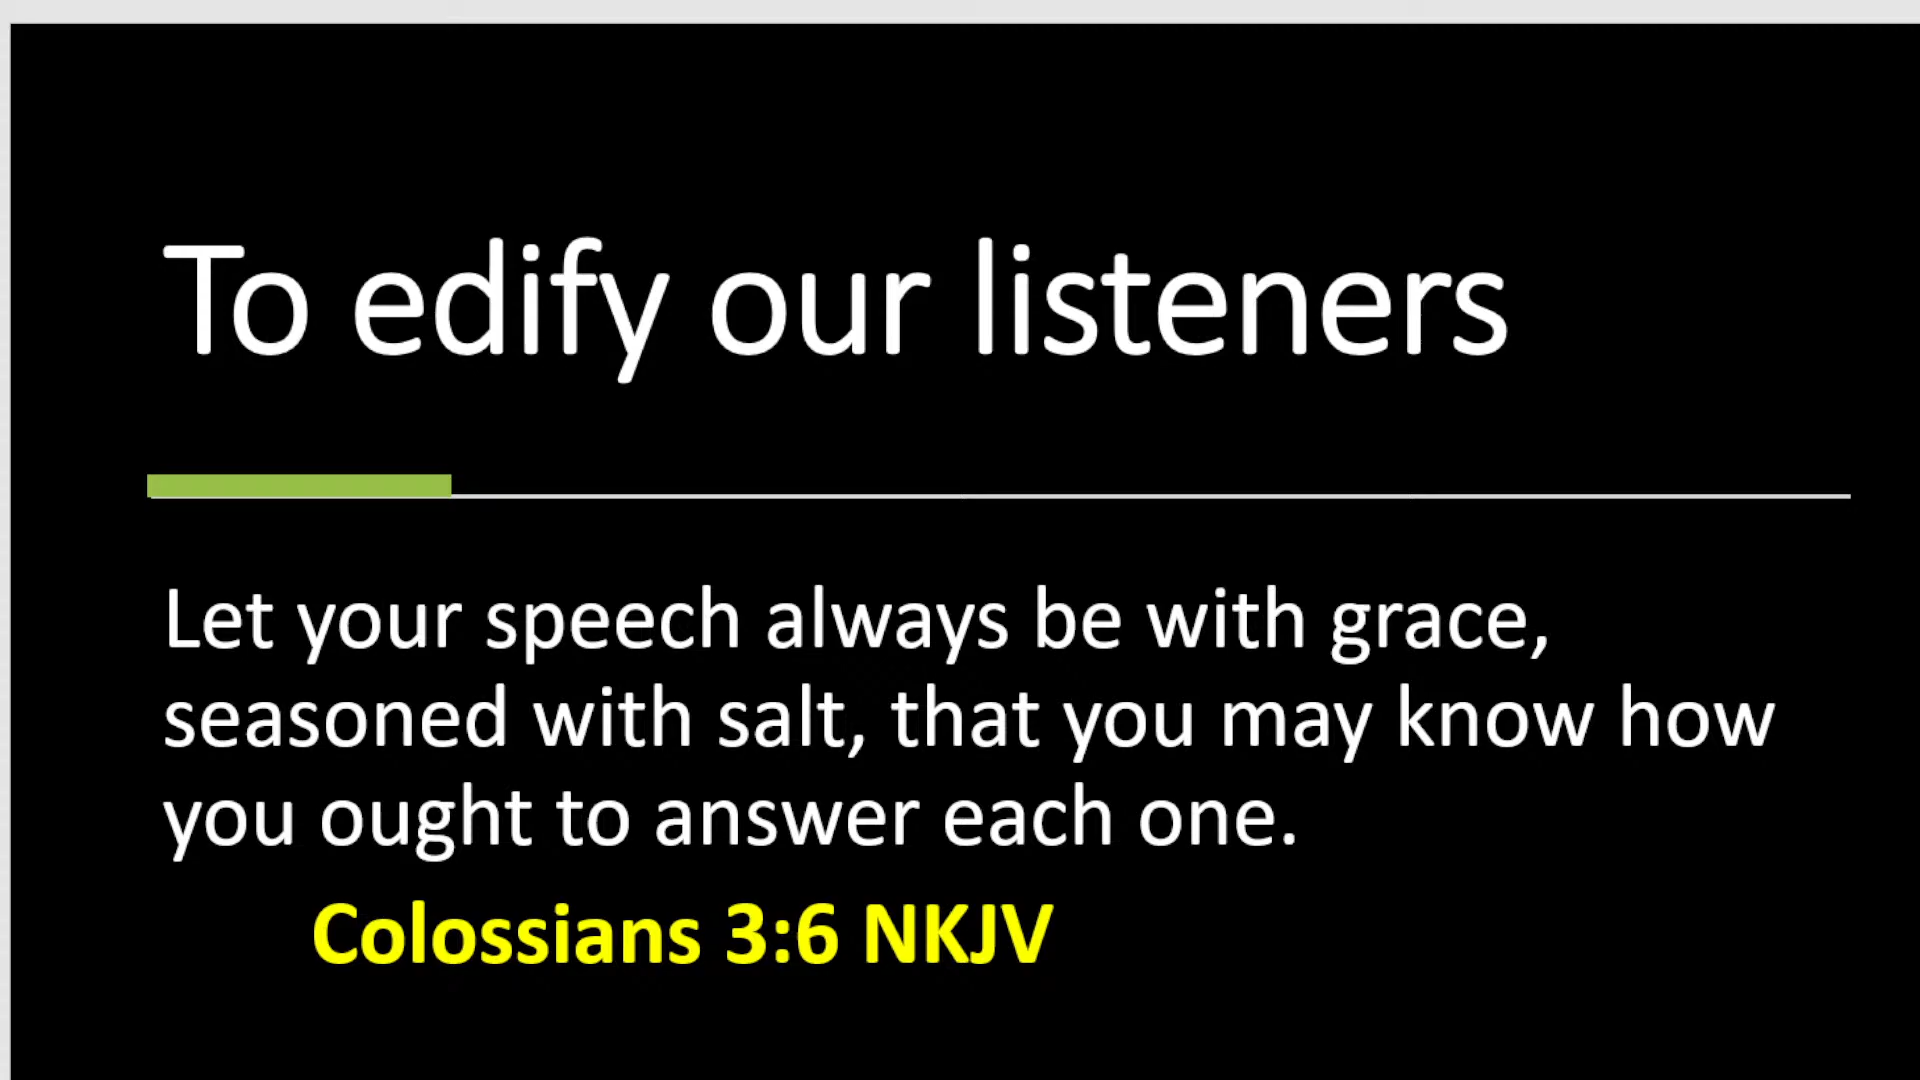 To edify our listeners
Let your speech always be with grace,
seasoned with salt, that you may know how
you ought to answer each one.
Colossians 3:6 NKJV